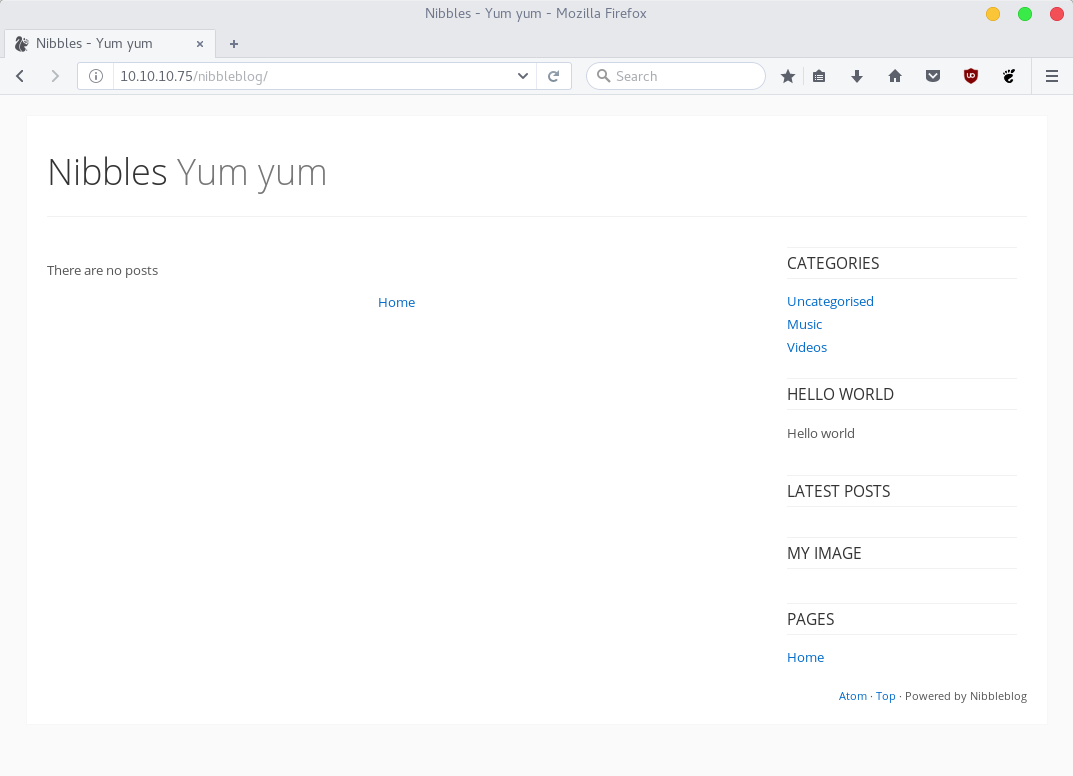 Nibbles - Yum yum - Mozilla Firefox
Nibbles - Yum yum
10.10.10.75/nibbleblog/
Search
Nibbles Yum yum
There are no posts
Home
CATEGORIES
Uncategorised
Music
Videos
HELLO WORLD
Hello world
LATEST POSTS
MY IMAGE
PAGES
Home
Atom · Top · Powered by Nibbleblog